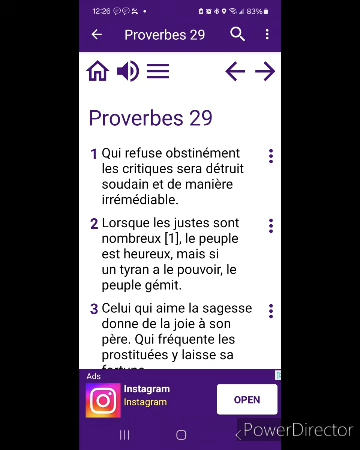 12:26
83%
Proverbes 29
Proverbes 29
1 Qui refuse obstinément
les critiques sera détruit
soudain et de manière
irrémédiable.
2 Lorsque les justes sont
nombreux [1], le peuple
est heureux, mais si
un tyran a le pouvoir, le
peuple gémit.
3 Celui qui aime la sagesse
donne de la joie à son
père. Qui fréquente les
prostituées y laisse sa
fortune.
Ads
Instagram
Instagram
OPEN
PowerDirector